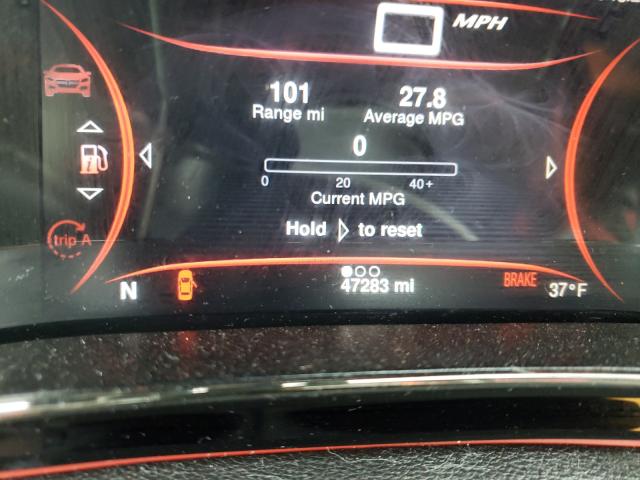 MPH
101
27.8
Range mi
Average MPG
0
0 20 40+
Current MPG
Hold ▷ to reset
trip A
N
47283 mi
BRAKE
37°F